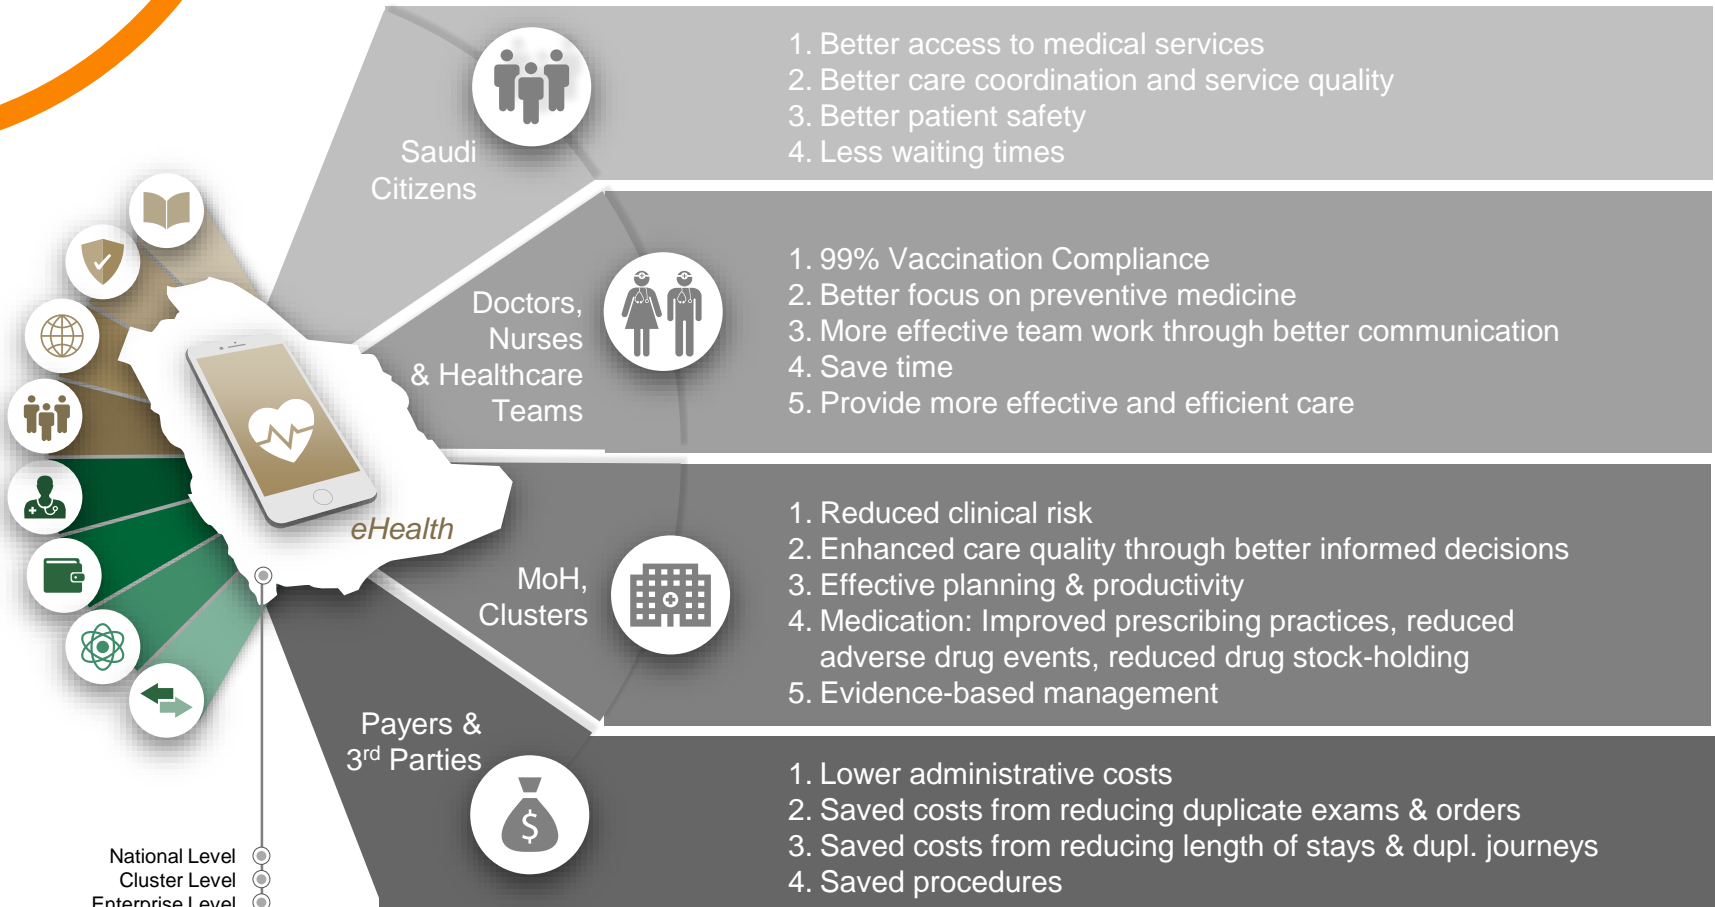 Saudi
Citizens
1. Better access to medical services
2. Better care coordination and service quality
3. Better patient safety
4. Less waiting times
Doctors,
Nurses
& Healthcare
Teams
1. 99% Vaccination Compliance
2. Better focus on preventive medicine
3. More effective team work through better communication
4. Save time
5. Provide more effective and efficient care
eHealth
MoH,
Clusters
1. Reduced clinical risk
2. Enhanced care quality through better informed decisions
3. Effective planning & productivity
4. Medication: Improved prescribing practices, reduced
adverse drug events, reduced drug stock-holding
5. Evidence-based management
Payers &
3rd Parties
$
1. Lower administrative costs
2. Saved costs from reducing duplicate exams & orders
3. Saved costs from reducing length of stays & dupl. journeys
4. Saved procedures
National Level
Cluster Level
Enterprise Level